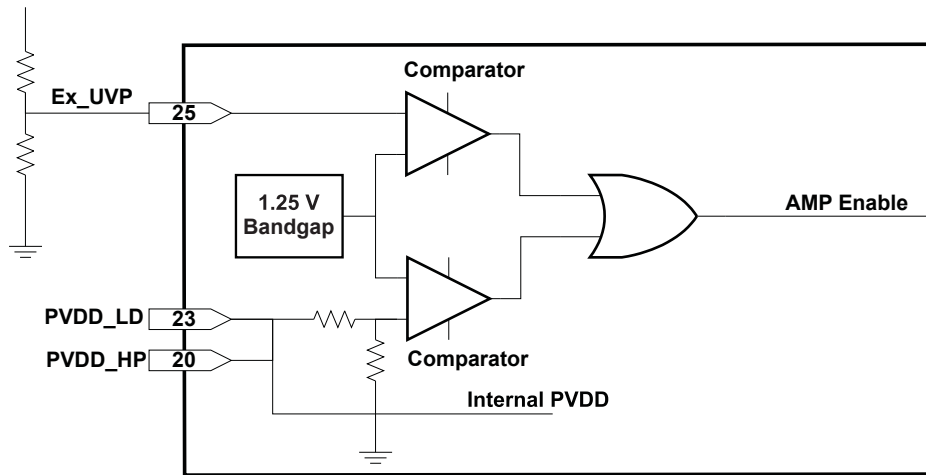 Comparator
Ex_UVP
25
1.25 V
Bandgap
AMP Enable
PVDD_LD
23
PVDD_HP
20
Comparator
Internal PVDD